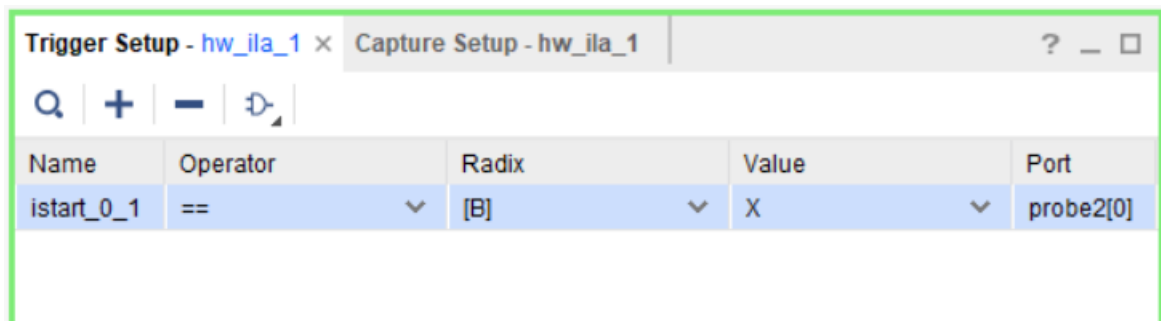 Trigger Setup - hw_ila_1 × Capture Setup - hw_ila_1 ? _ □
Name Operator Radix Value Port
istart_0_1 == [B] X probe2[0]